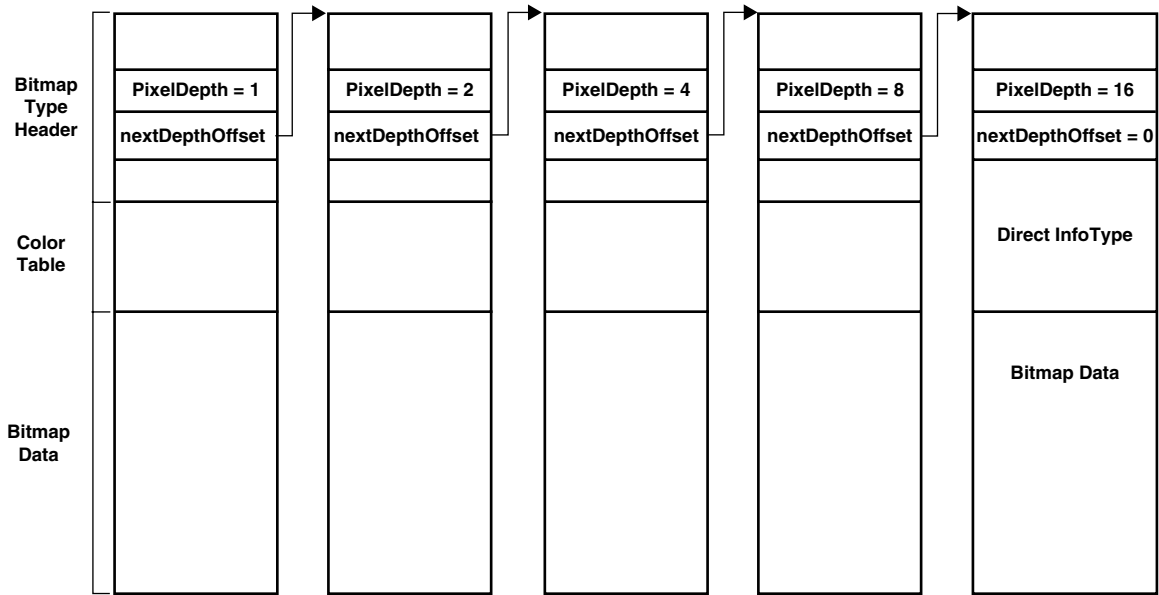 Bitmap
Type
Header
PixelDepth = 1
PixelDepth = 2
PixelDepth = 4
PixelDepth = 8
PixelDepth = 16
nextDepthOffset
nextDepthOffset
nextDepthOffset
nextDepthOffset
nextDepthOffset = 0
Color
Table
Direct InfoType
Bitmap Data
Bitmap
Data